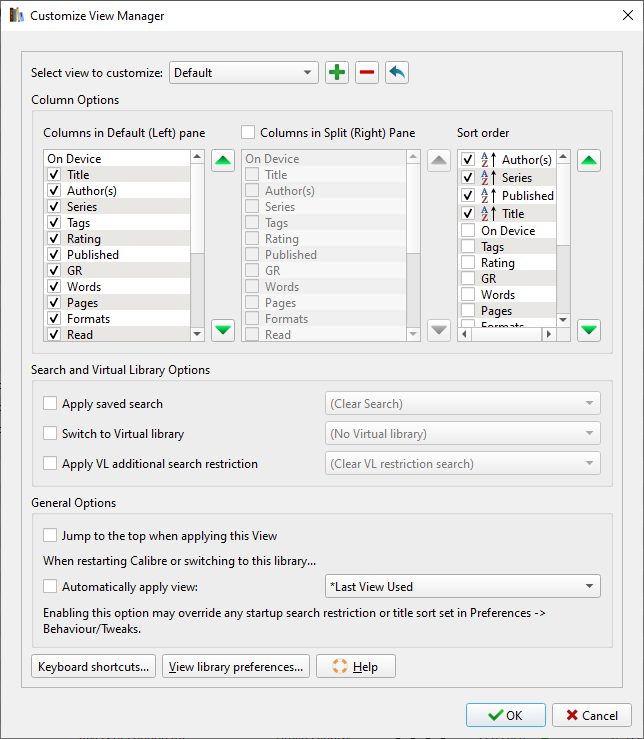 Customize View Manager
Select view to customize: Default
Column Options
Columns in Default (Left) pane
On Device
Title
Author(s)
Series
Tags
Rating
Published
GR
Words
Pages
Formats
Read
Columns in Split (Right) Pane
On Device
Title
Author(s)
Series
Tags
Rating
Published
GR
Words
Pages
Formats
Read
Sort order
A Z Author(s)
A Z Series
A Z Published
A Z Title
On Device
Tags
Rating
GR
Words
Pages
Formats
Search and Virtual Library Options
Apply saved search (Clear Search)
Switch to Virtual library (No Virtual library)
Apply VL additional search restriction (Clear VL restriction search)
General Options
Jump to the top when applying this View
When restarting Calibre or switching to this library...
Automatically apply view: *Last View Used
Enabling this option may override any startup search restriction or title sort set in Preferences ->
Behaviour/Tweaks.
Keyboard shortcuts... View library preferences... Help
OK Cancel